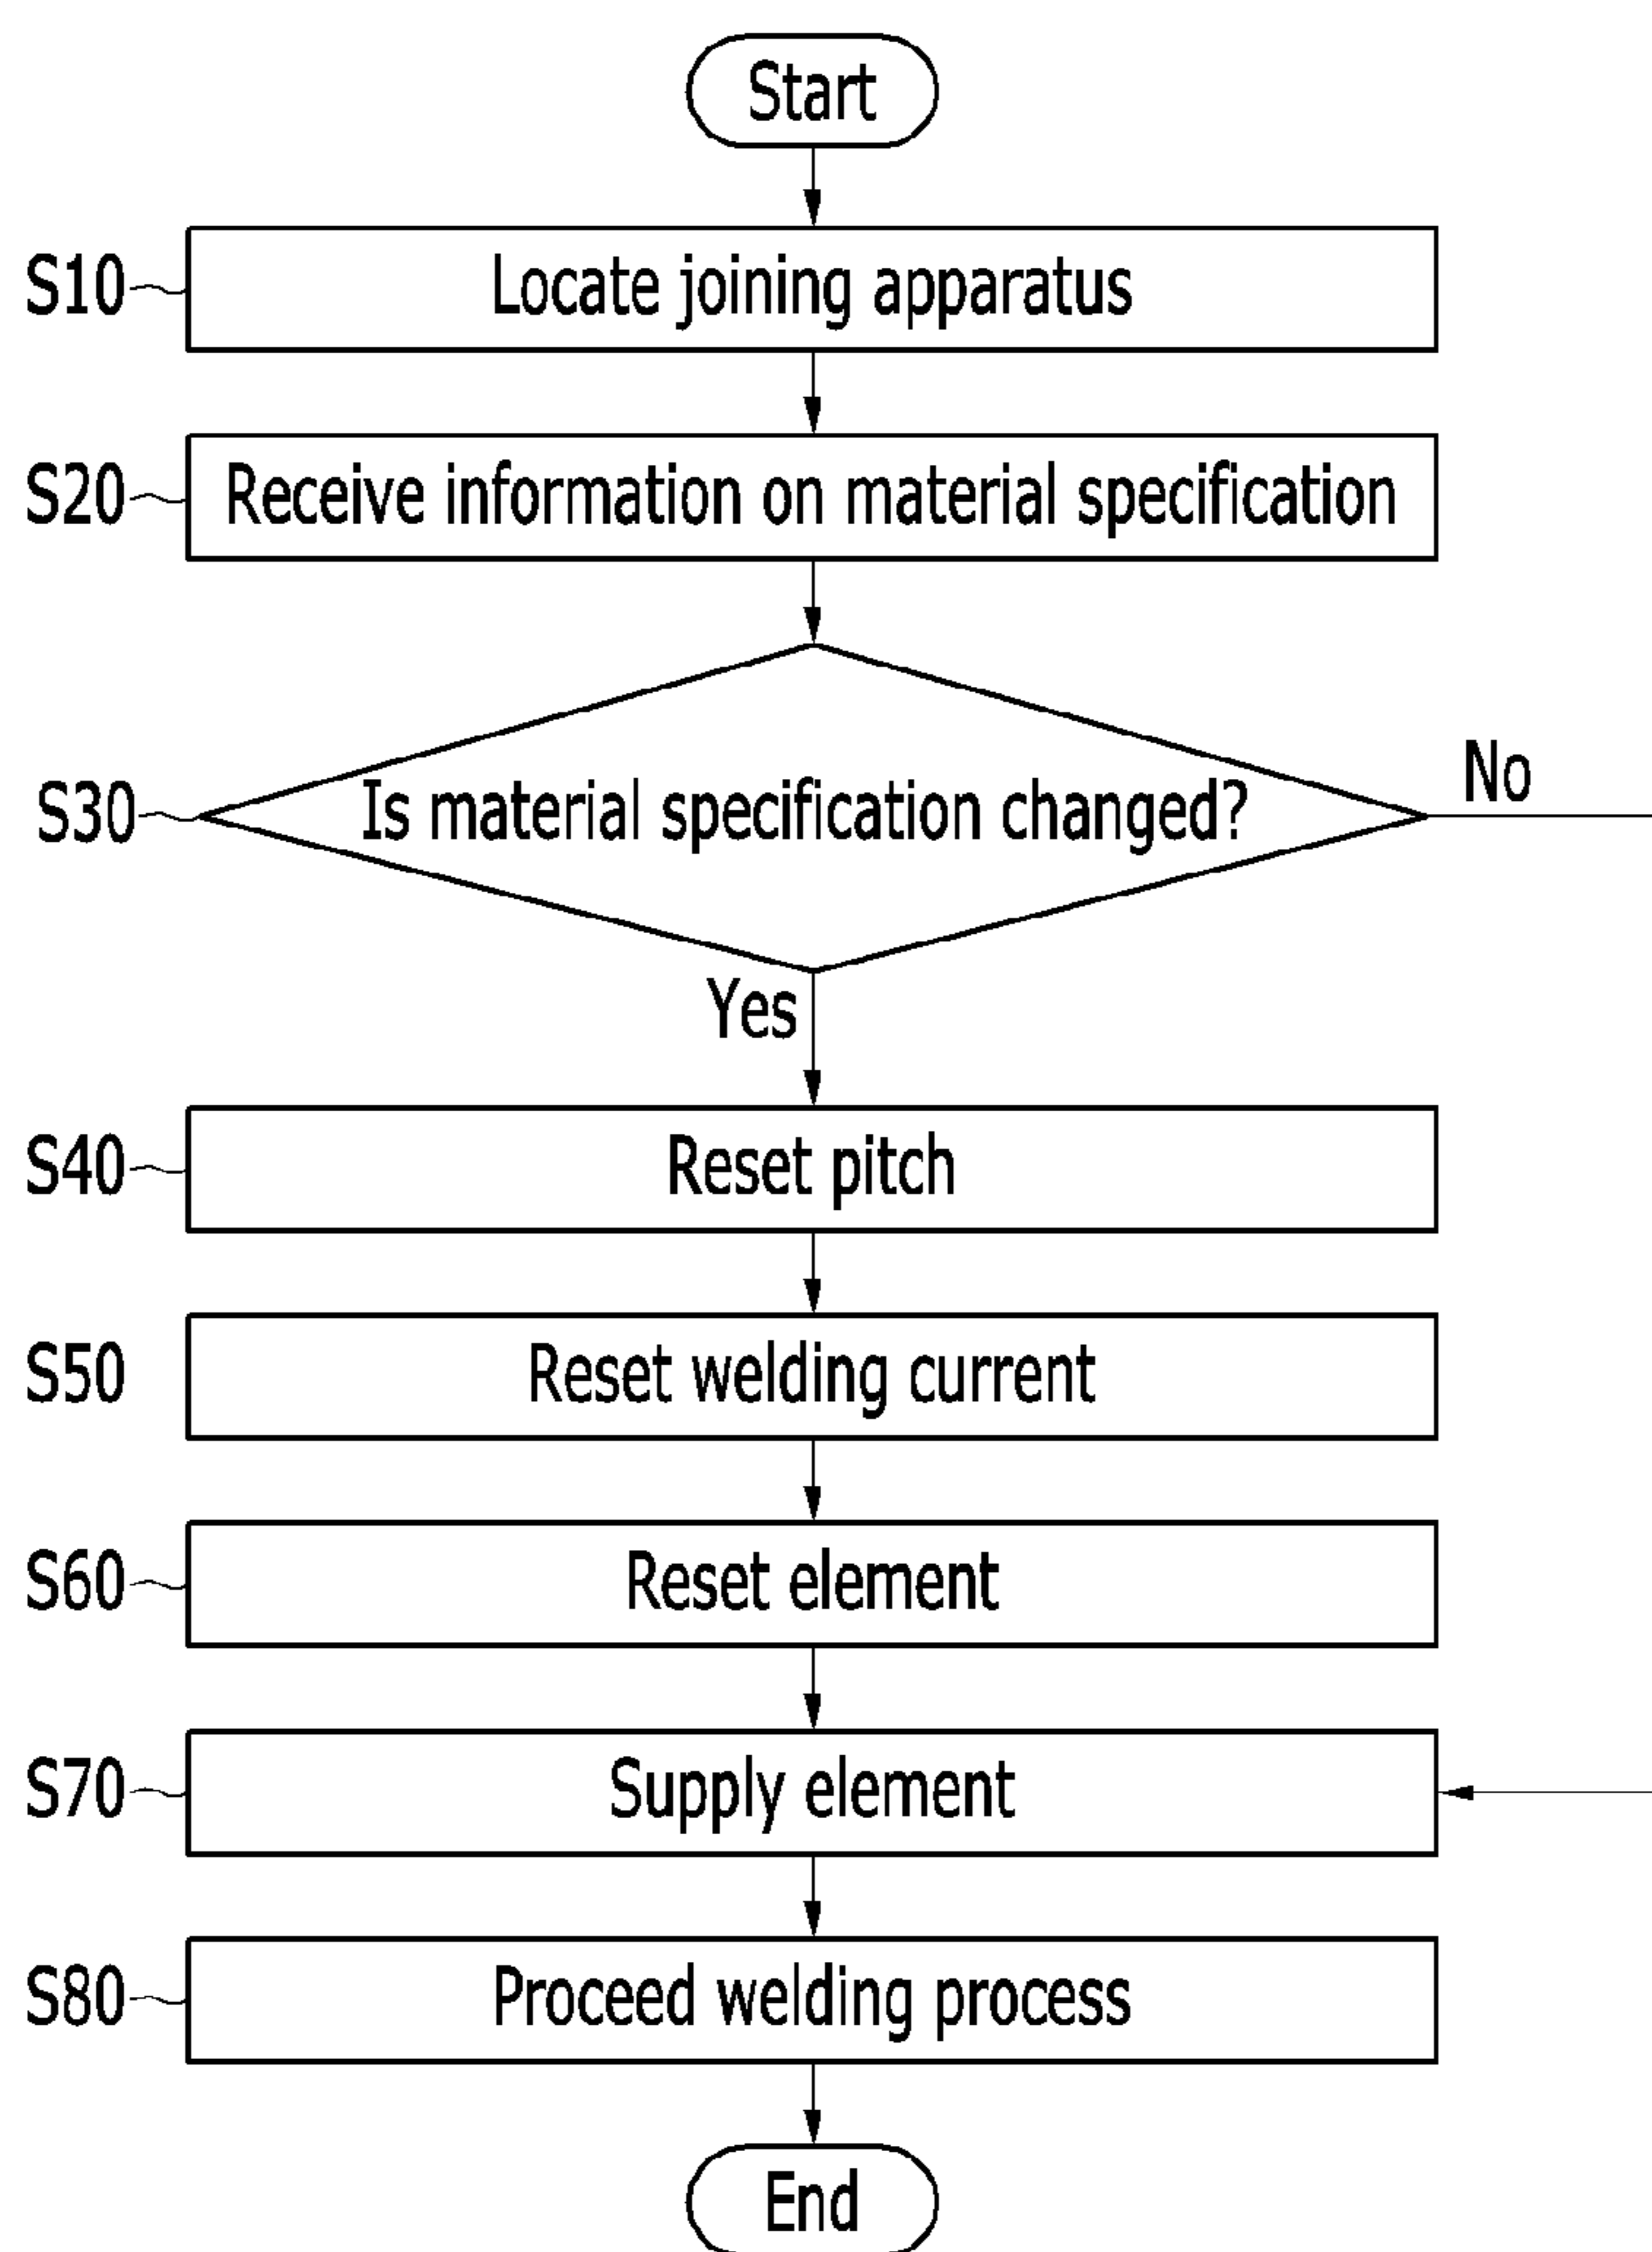 Start
S10 Locate joining apparatus
S20 Receive information on material specification
S30 Is material specification changed? No
Yes
S40 Reset pitch
S50 Reset welding current
S60 Reset element
S70 Supply element
S80 Proceed welding process
End